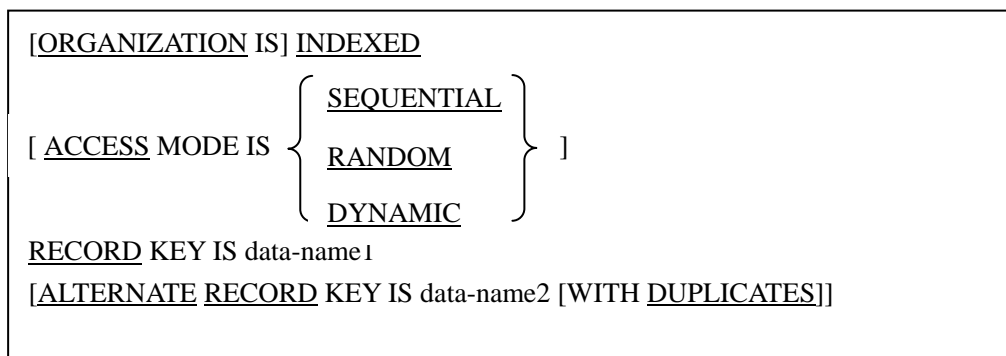 [ORGANIZATION IS] INDEXED
SEQUENTIAL
[ ACCESS MODE IS { RANDOM } ]
DYNAMIC
RECORD KEY IS data-name1
[ALTERNATE RECORD KEY IS data-name2 [WITH DUPLICATES]]